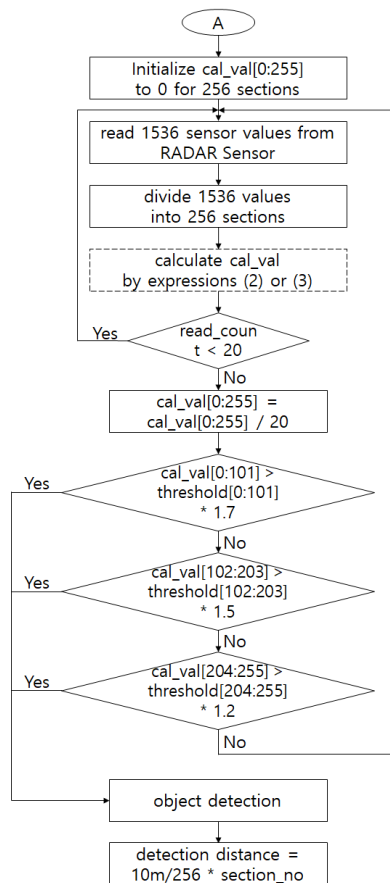 A
Initialize cal_val[0:255]
to 0 for 256 sections
read 1536 sensor values from
RADAR Sensor
divide 1536 values
into 256 sections
calculate cal_val
by expressions (2) or (3)
Yes
read_count
t < 20
No
cal_val[0:255] =
cal_val[0:255] / 20
Yes
cal_val[0:101] >
threshold[0:101]
* 1.7
No
Yes
cal_val[102:203] >
threshold[102:203]
* 1.5
No
Yes
cal_val[204:255] >
threshold[204:255]
* 1.2
No
object detection
detection distance =
10m/256 * section_no